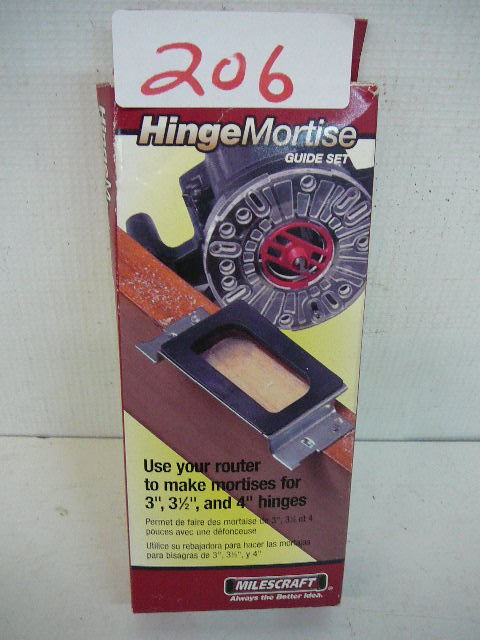 206
HingeMortise
GUIDE SET
Use your router
to make mortises for
3", 3½", and 4" hinges
Permet de faire des mortaise de 3", 3½ et 4
pouces avec une défonceuse
Utilice su rebajadora para hacer las mortajas
para bisagras de 3", 3½", y 4"
MILESCRAFT®
Always the Better Idea.